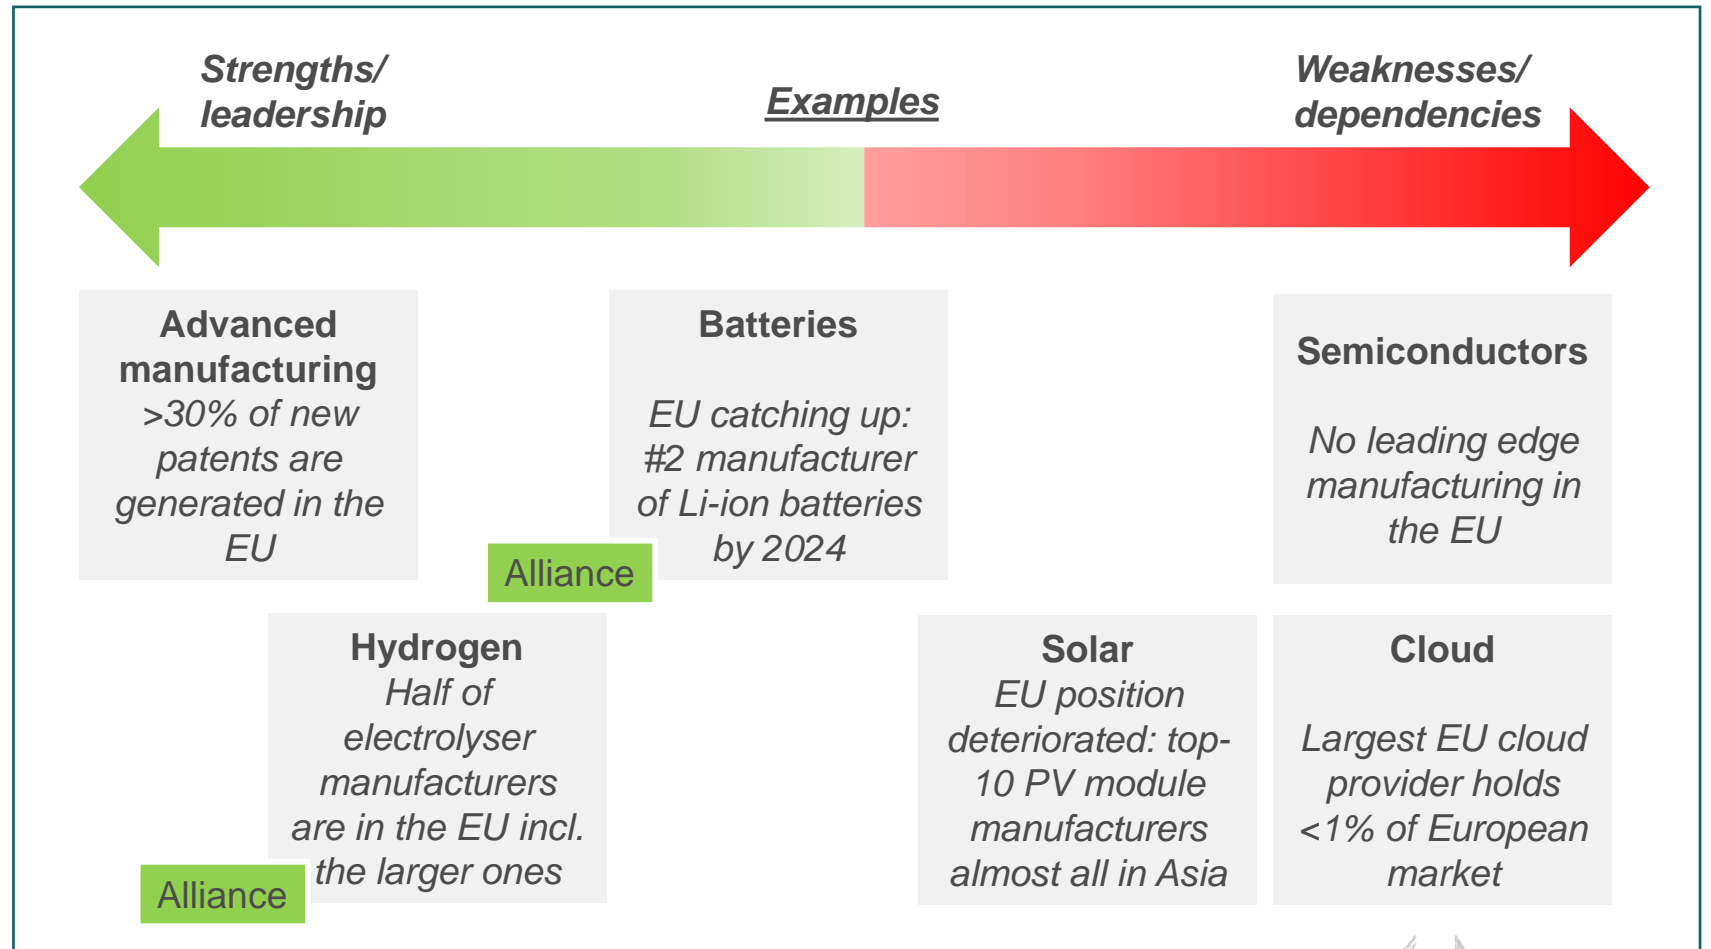 Strengths/
leadership
Examples
Weaknesses/
dependencies
Advanced
manufacturing
>30% of new
patents are
generated in the
EU
Batteries
EU catching up:
#2 manufacturer
of Li-ion batteries
by 2024
Alliance
Semiconductors
No leading edge
manufacturing in
the EU
Hydrogen
Half of
electrolyser
manufacturers
are in the EU incl.
the larger ones
Alliance
Solar
EU position
deteriorated: top-
10 PV module
manufacturers
almost all in Asia
Cloud
Largest EU cloud
provider holds
<1% of European
market